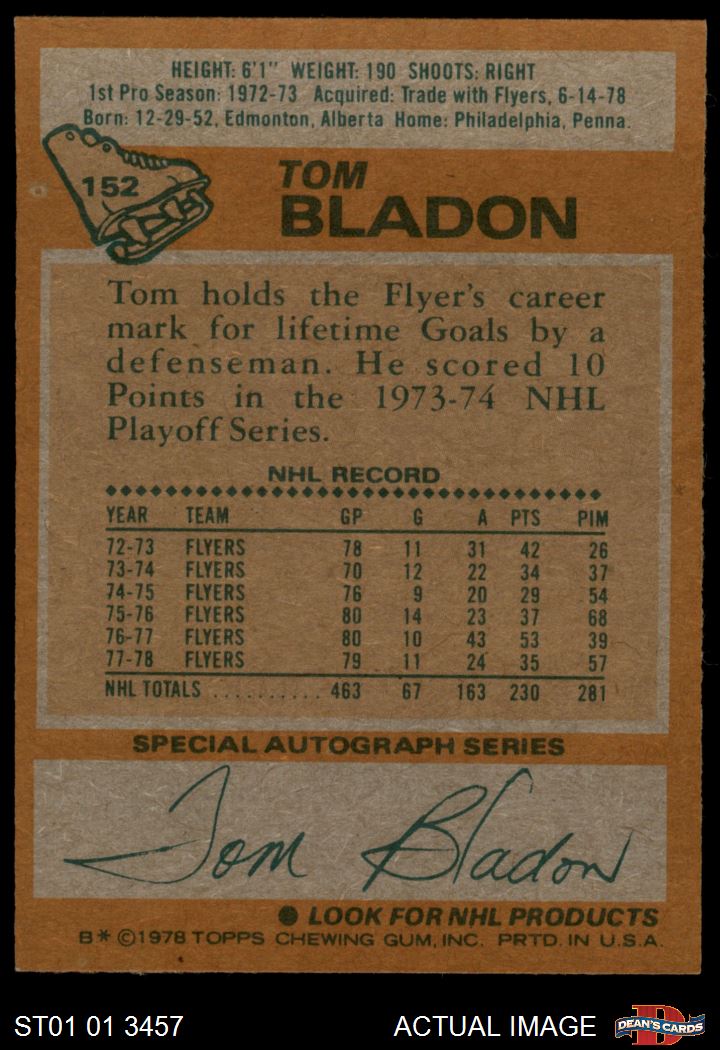 HEIGHT: 6'1" WEIGHT: 190 SHOOTS: RIGHT
1st Pro Season: 1972-73 Acquired: Trade with Flyers, 6-14-78
Born: 12-29-52, Edmonton, Alberta Home: Philadelphia, Penna.
152
TOM
BLADON
Tom holds the Flyer's career
mark for lifetime Goals by a
defenseman. He scored 10
Points in the 1973-74 NHL
Playoff Series.
NHL RECORD
YEAR TEAM GP G A PTS PIM
72-73 FLYERS 78 11 31 42 26
73-74 FLYERS 70 12 22 34 37
74-75 FLYERS 76 9 20 29 54
75-76 FLYERS 80 14 23 37 68
76-77 FLYERS 80 10 43 53 39
77-78 FLYERS 79 11 24 35 57
NHL TOTALS .......... 463 67 163 230 281
SPECIAL AUTOGRAPH SERIES
Tom Bladon
● LOOK FOR NHL PRODUCTS
B* ©1978 TOPPS CHEWING GUM, INC. PRTD. IN U.S.A.
ST01 01 3457 ACTUAL IMAGE D DEAN'S CARDS